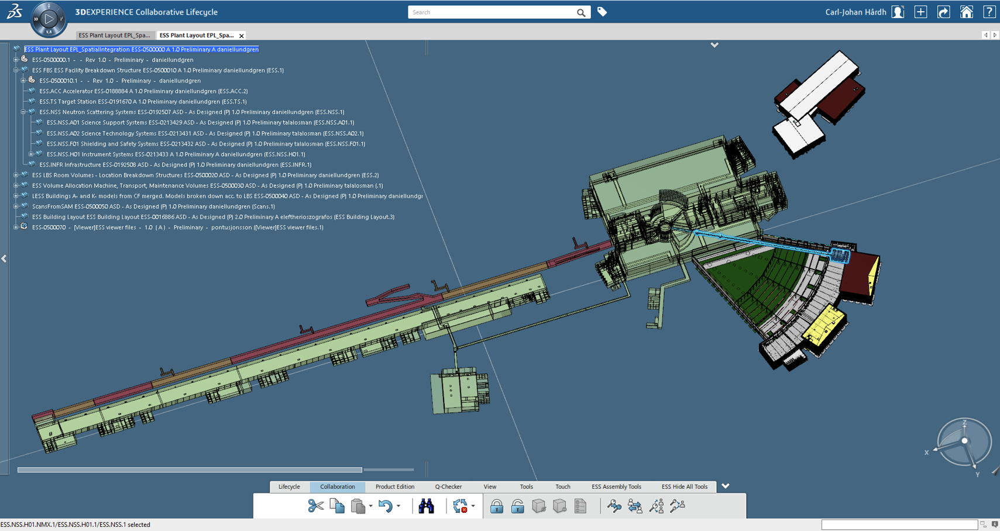 3DEXPERIENCE Collaborative Lifecycle
Search
Carl-Johan Hårdh
3D
V.R
ESS Plant Layout EPL_Spa...
ESS Plant Layout EPL_Spa...
ESS Plant Layout EPL_SpatialIntegration ESS-0500000 A 1.0 Preliminary A daniellundgren
ESS-0500000.1 - - Rev 1.0 - Preliminary - daniellundgren
ESS FBS ESS Facility Breakdown Structure ESS-0500010 A 1.0 Preliminary daniellundgren (ESS.1)
ESS-0500010.1 - - Rev 1.0 - Preliminary - daniellundgren
ESS.ACC Accelerator ESS-0188884 A 1.0 Preliminary daniellundgren (ESS.ACC.2)
ESS.TS Target Station ESS-0191670 A 1.0 Preliminary daniellundgren (ESS.TS.1)
ESS.NSS Neutron Scattering Systems ESS-0192507 ASD - As Designed (P) 1.0 Preliminary daniellundgren (ESS.NSS.1)
ESS.NSS.A01 Science Support Systems ESS-0213429 ASD - As Designed (P) 1.0 Preliminary talalosman (ESS.NSS.A01.1)
ESS.NSS.A02 Science Technology Systems ESS-0213431 ASD - As Designed (P) 1.0 Preliminary talalosman (ESS.NSS.A02.1)
ESS.NSS.F01 Shielding and Safety Systems ESS-0213432 ASD - As Designed (P) 1.0 Preliminary talalosman (ESS.NSS.F01.1)
ESS.NSS.H01 Instrument Systems ESS-0213433 A 1.0 Preliminary A daniellundgren (ESS.NSS.H01.1)
ESS.INFR Infrastructure ESS-0192508 ASD - As Designed (P) 1.0 Preliminary daniellundgren (ESS.INFR.1)
ESS LBS Room Volumes - Location Breakdown Structures ESS-0500020 ASD - As Designed (P) 1.0 Preliminary daniellundgren (ESS.2)
ESS Volume Allocation Machine, Transport, Maintenance Volumes ESS-0500030 ASD - As Designed (P) 1.0 Preliminary talalosman (.1)
LESS Buildings A- and K- models from CF merged. Models broken down acc. to LBS ESS-0500040 ASD - As Designed (P) 1.0 Preliminary daniellundgr
ScansFromSAM ESS-0500050 ASD - As Designed (P) 1.0 Preliminary daniellundgren (Scans.1)
ESS Building Layout ESS Building Layout ESS-0016886 ASD - As Designed (P) 2.0 Preliminary A eleftherioszografos (ESS Building Layout.3)
ESS-0500070 - [Viewer]ESS viewer files - 1.0 (A) - Preliminary - pontusjonsson ([Viewer]ESS viewer files.1)
Z
X
Y
Lifecycle Collaboration Product Edition Q-Checker View Tools Touch ESS Assembly Tools ESS Hide All Tools
ESS.NSS.H01.NMX.1/ESS.NSS.H01.1/ESS.NSS.1 selected